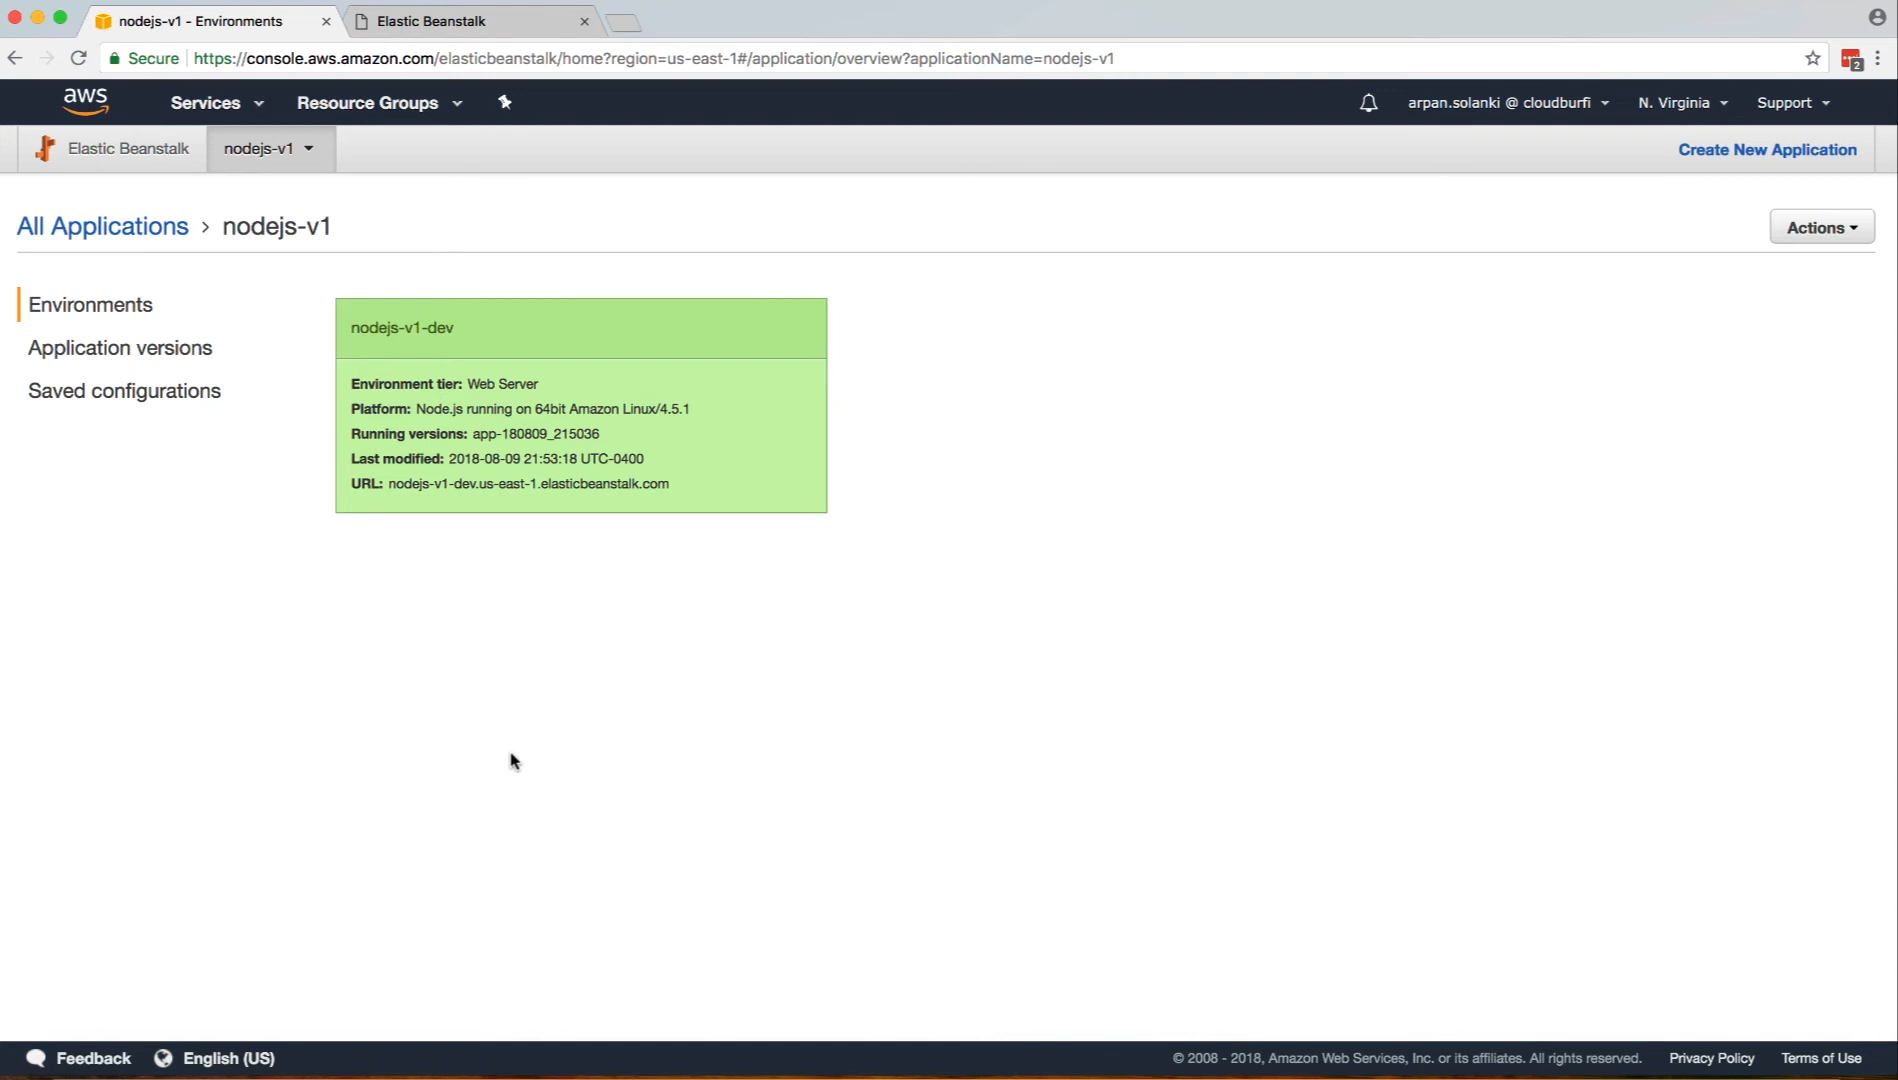 nodejs-v1 - Environments
Elastic Beanstalk
Secure https://console.aws.amazon.com/elasticbeanstalk/home?region=us-east-1#/application/overview?applicationName=nodejs-v1
2
aws Services Resource Groups arpan.solanki @ cloudburfi N. Virginia Support
Elastic Beanstalk nodejs-v1 Create New Application
All Applications › nodejs-v1
Actions
Environments
Application versions
Saved configurations
nodejs-v1-dev
Environment tier: Web Server
Platform: Node.js running on 64bit Amazon Linux/4.5.1
Running versions: app-180809_215036
Last modified: 2018-08-09 21:53:18 UTC-0400
URL: nodejs-v1-dev.us-east-1.elasticbeanstalk.com
Feedback English (US) © 2008 - 2018, Amazon Web Services, Inc. or its affiliates. All rights reserved. Privacy Policy Terms of Use